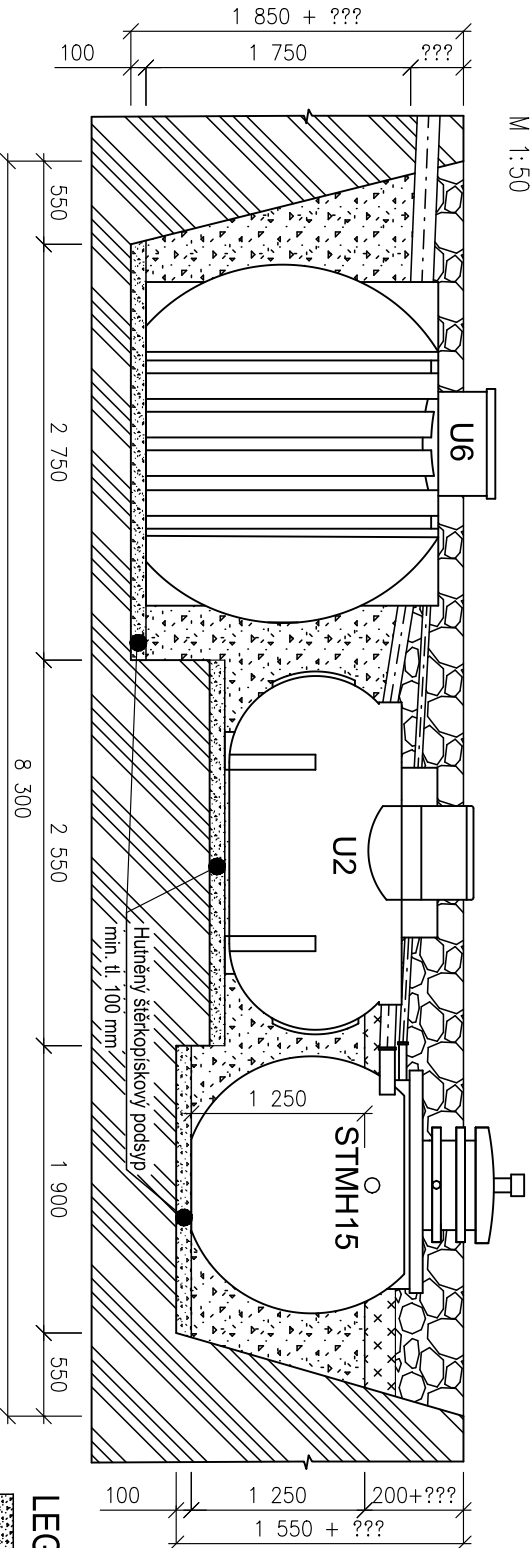 M 1:50
1 850 + ???
100
1 750
???
550
2 750
2 550
1 900
550
8 300
U6
U2
STMH15
1 250
Hutněný štěrkopískový podsyp
min. tl. 100 mm
100
1 250
200+???
1 550 + ???
LEG